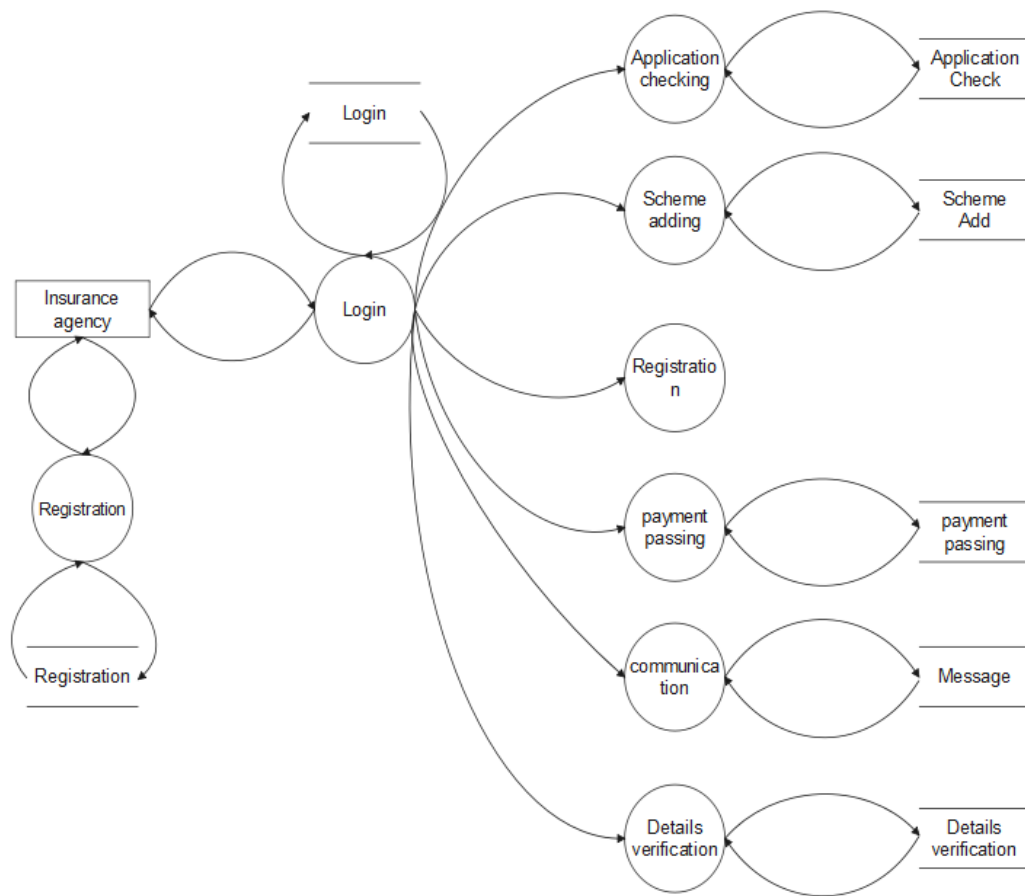 Application
checking
Application
Check
Login
Scheme
adding
Scheme
Add
Insurance
agency
Login
Registratio
n
Registration
payment
passing
payment
passing
Registration
communica
tion
Message
Details
verification
Details
verification